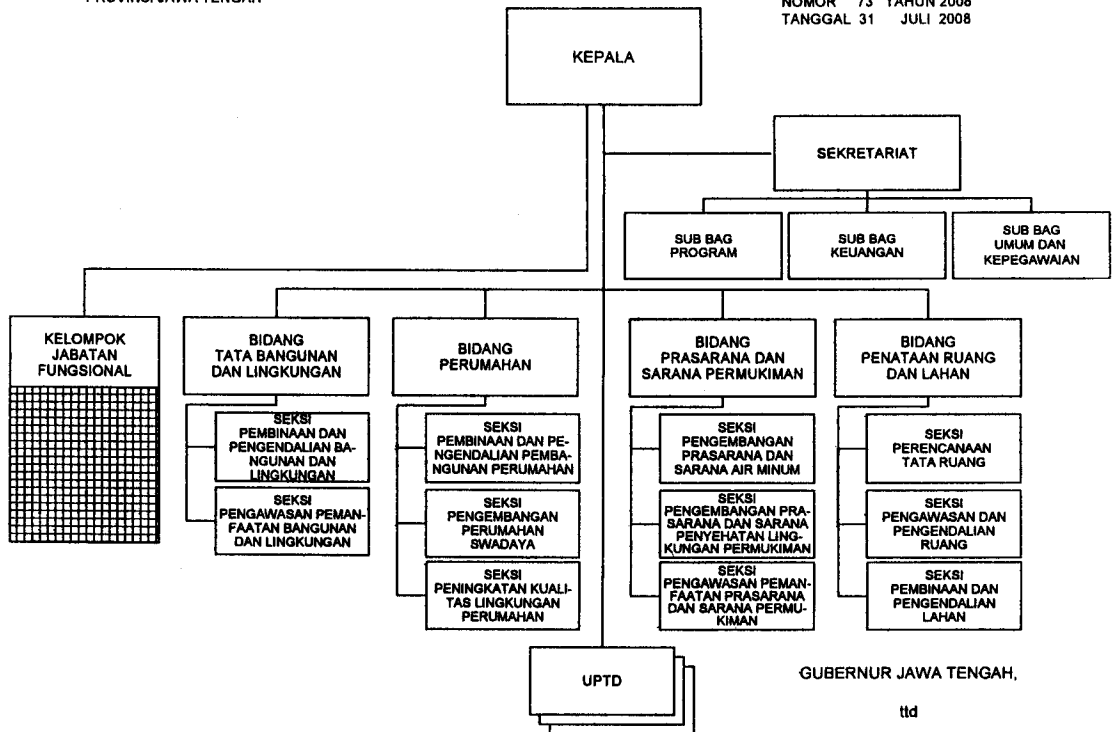 PROVINSI JAWA TENGAH
NOMOR 73 TAHUN 2008
TANGGAL 31 JULI 2008
KEPALA
SEKRETARIAT
SUB BAG
PROGRAM
SUB BAG
KEUANGAN
SUB BAG
UMUM DAN
KEPEGAWAIAN
KELOMPOK
JABATAN
FUNGSIONAL
BIDANG
TATA BANGUNAN
DAN LINGKUNGAN
SEKSI
PEMBINAAN DAN
PENGENDALIAN BA-
NGUNAN DAN
LINGKUNGAN
SEKSI
PENGAWASAN PEMAN-
FAATAN BANGUNAN
DAN LINGKUNGAN
BIDANG
PERUMAHAN
SEKSI
PEMBINAAN DAN PE-
NGENDALIAN PEMBA-
NGUNAN PERUMAHAN
SEKSI
PENGEMBANGAN
PERUMAHAN
SWADAYA
SEKSI
PENINGKATAN KUALI-
TAS LINGKUNGAN
PERUMAHAN
BIDANG
PRASARANA DAN
SARANA PERMUKIMAN
SEKSI
PENGEMBANGAN
PRASARANA DAN
SARANA AIR MINUM
SEKSI
PENGEMBANGAN PRA-
SARANA DAN SARANA
PENYEHATAN LING-
KUNGAN PERMUKIMAN
SEKSI
PENGAWASAN PEMAN-
FAATAN PRASARANA
DAN SARANA PERMU-
KIMAN
BIDANG
PENATAAN RUANG
DAN LAHAN
SEKSI
PERENCANAAN
TATA RUANG
SEKSI
PENGAWASAN DAN
PENGENDALIAN
RUANG
SEKSI
PEMBINAAN DAN
PENGENDALIAN
LAHAN
UPTD
GUBERNUR JAWA TENGAH,
ttd